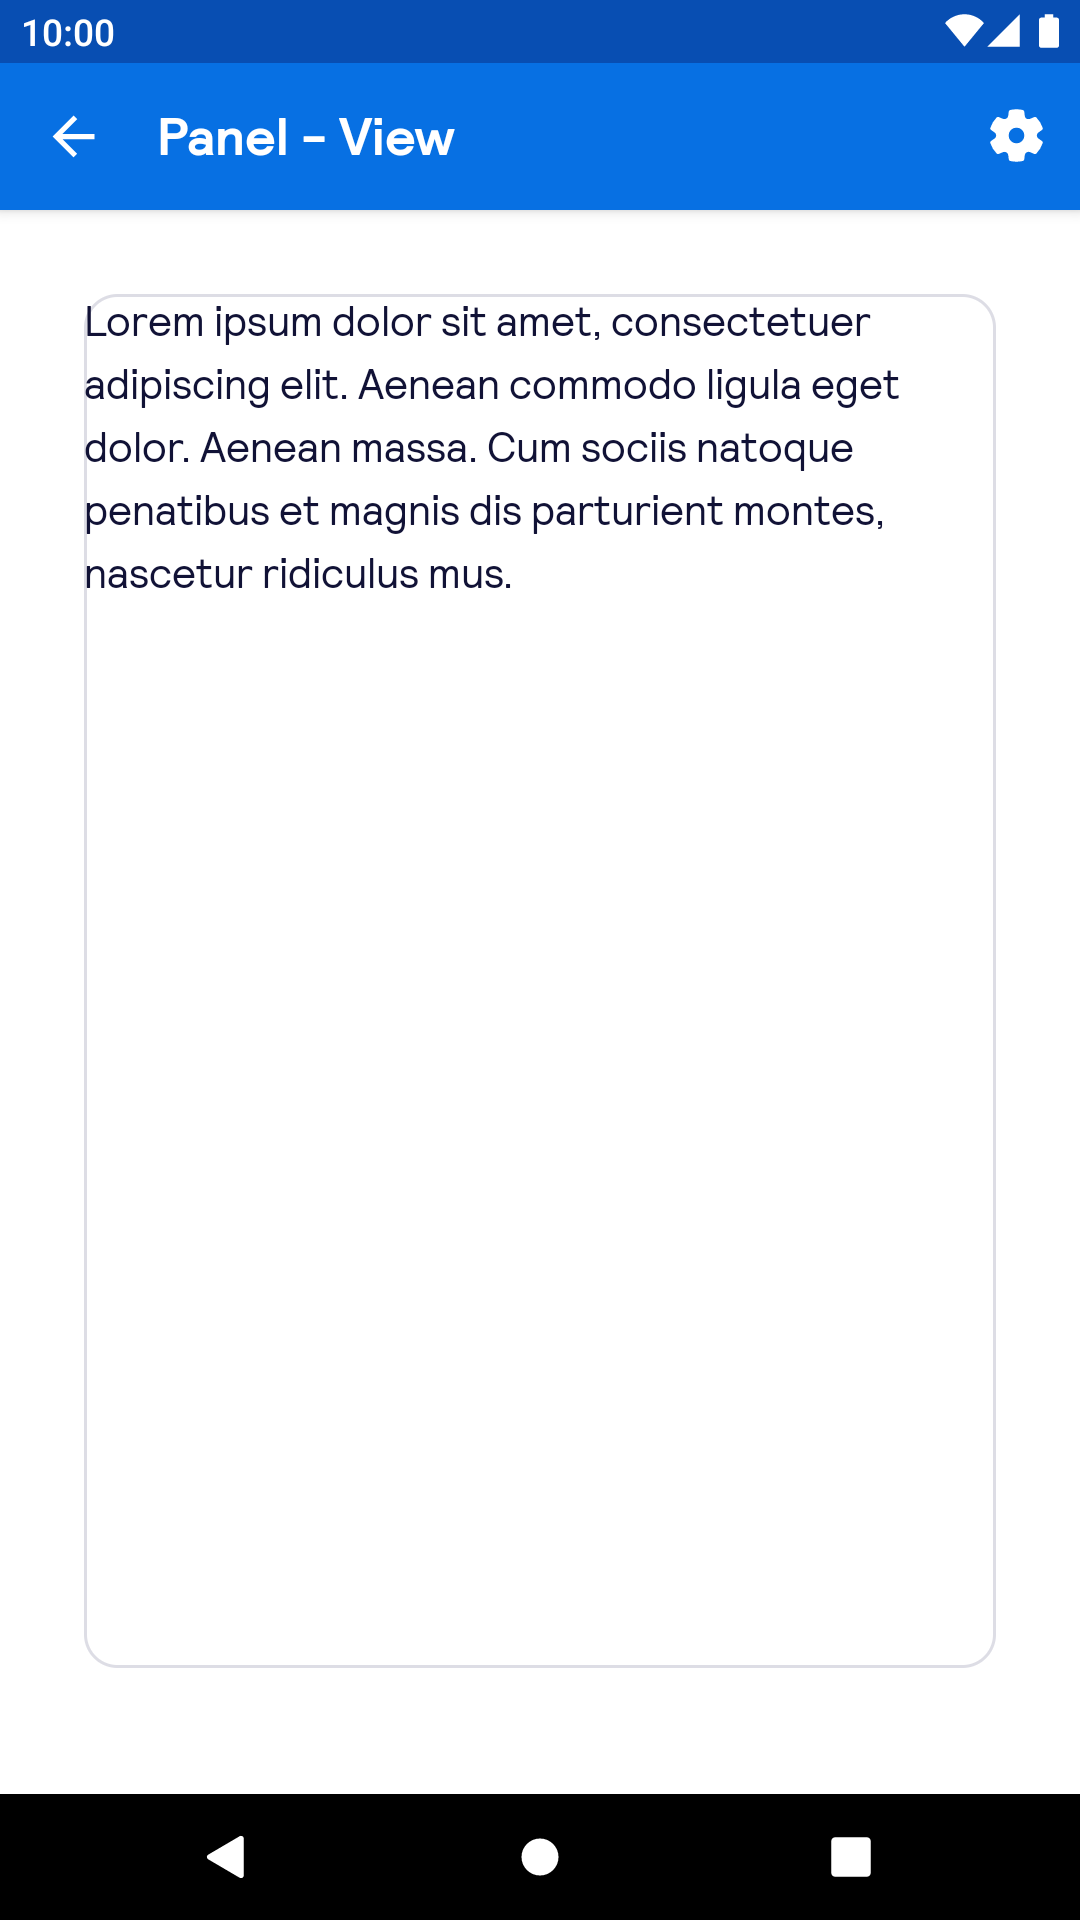 10:00
Panel - View
Lorem ipsum dolor sit amet, consectetuer
adipiscing elit. Aenean commodo ligula eget
dolor. Aenean massa. Cum sociis natoque
penatibus et magnis dis parturient montes,
nascetur ridiculus mus.